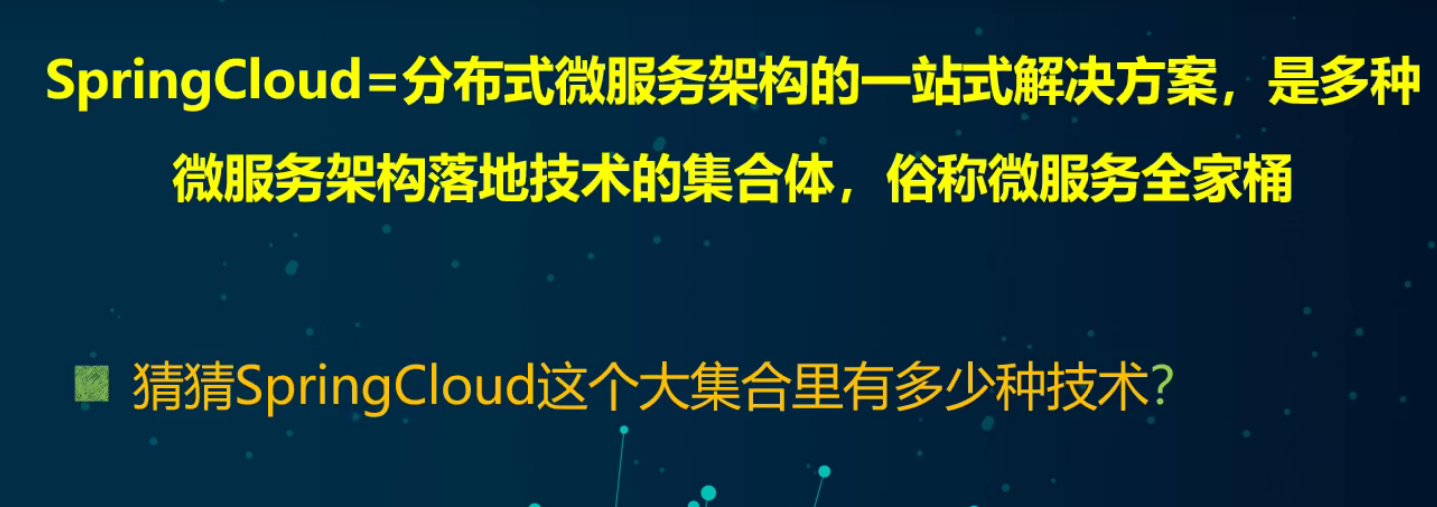 SpringCloud=分布式微服务架构的一站式解决方案，是多种
微服务架构落地技术的集合体，俗称微服务全家桶
猜猜SpringCloud这个大集合里有多少种技术?